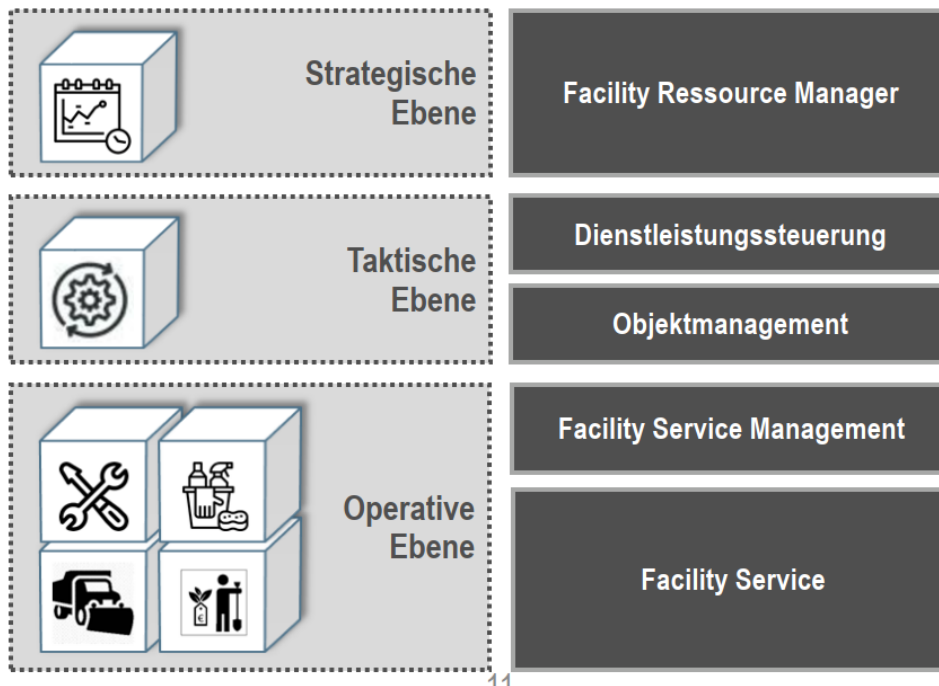 Strategische
Ebene
Facility Ressource Manager
Taktische
Ebene
Dienstleistungssteuerung
Objektmanagement
Operative
Ebene
Facility Service Management
Facility Service
€
11